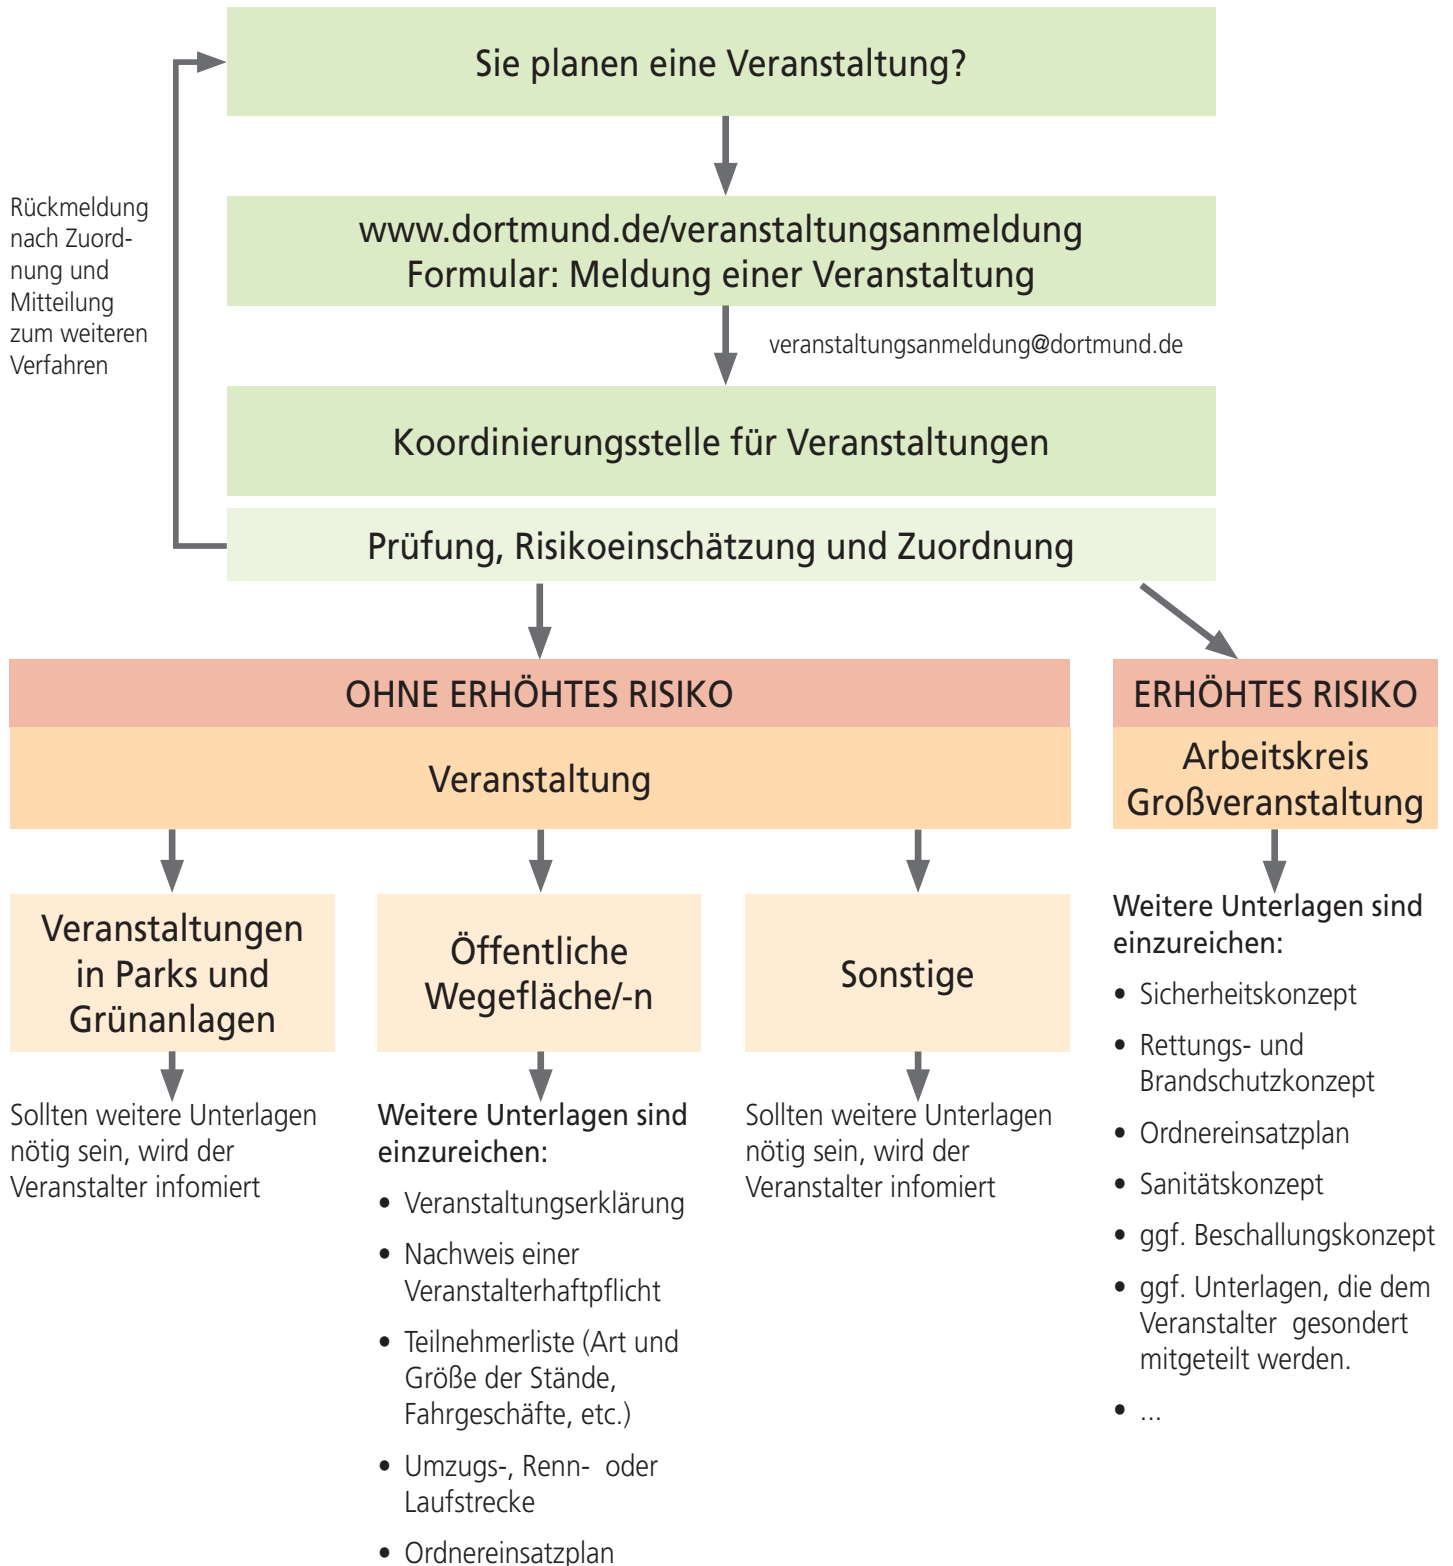 Sie planen eine Veranstaltung?
Rückmeldung
nach Zuord-
nung und
Mitteilung
zum weiteren
Verfahren
www.dortmund.de/veranstaltungsanmeldung
Formular: Meldung einer Veranstaltung
veranstaltungsanmeldung@dortmund.de
Koordinierungsstelle für Veranstaltungen
Prüfung, Risikoeinschätzung und Zuordnung
OHNE ERHÖHTES RISIKO
Veranstaltung
Veranstaltungen
in Parks und
Grünanlagen
Sollten weitere Unterlagen
nötig sein, wird der
Veranstalter infomiert
Öffentliche
Wegefläche/-n
Weitere Unterlagen sind
einzureichen:
• Veranstaltungserklärung
• Nachweis einer
Veranstalterhaftpflicht
• Teilnehmerliste (Art und
Größe der Stände,
Fahrgeschäfte, etc.)
• Umzugs-, Renn- oder
Laufstrecke
• Ordnereinsatzplan
Sonstige
Sollten weitere Unterlagen
nötig sein, wird der
Veranstalter infomiert
ERHÖHTES RISIKO
Arbeitskreis
Großveranstaltung
Weitere Unterlagen sind
einzureichen:
• Sicherheitskonzept
• Rettungs- und
Brandschutzkonzept
• Ordnereinsatzplan
• Sanitätskonzept
• ggf. Beschallungskonzept
• ggf. Unterlagen, die dem
Veranstalter gesondert
mitgeteilt werden.
• ...